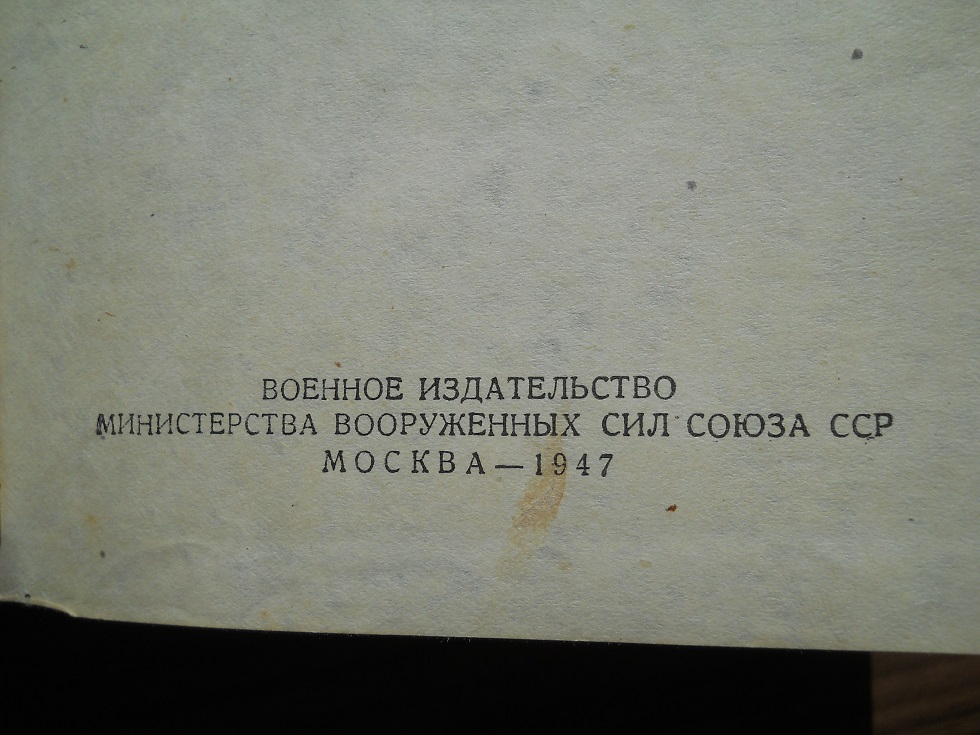 ВОЕННОЕ ИЗДАТЕЛЬСТВО
МИНИСТЕРСТВА ВООРУЖЕННЫХ СИЛ СОЮЗА ССР
МОСКВА — 1947